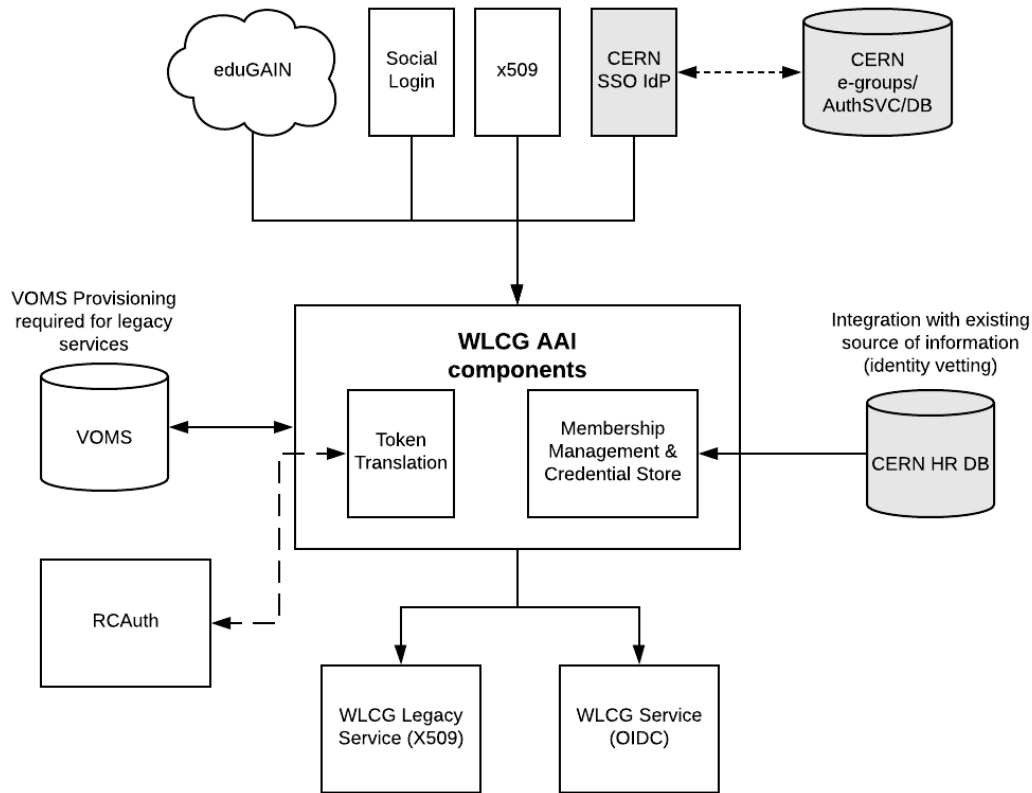 eduGAIN
Social
Login
x509
CERN
SSO IdP
CERN
e-groups/
AuthSVC/DB
VOMS Provisioning
required for legacy
services
VOMS
WLCG AAI
components
Token
Translation
Membership
Management &
Credential Store
Integration with existing
source of information
(identity vetting)
CERN HR DB
RCAuth
WLCG Legacy
Service (X509)
WLCG Service
(OIDC)